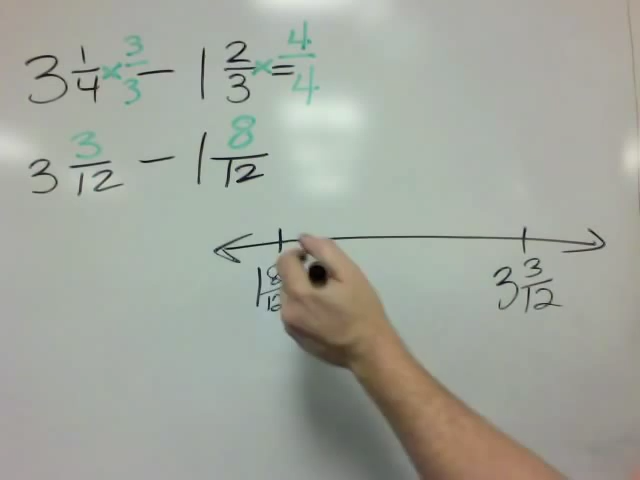 3 1/4 × 3/3 − 1 2/3 × 4/4 =
3 3/12 − 1 8/12
1 8/12 3 3/12